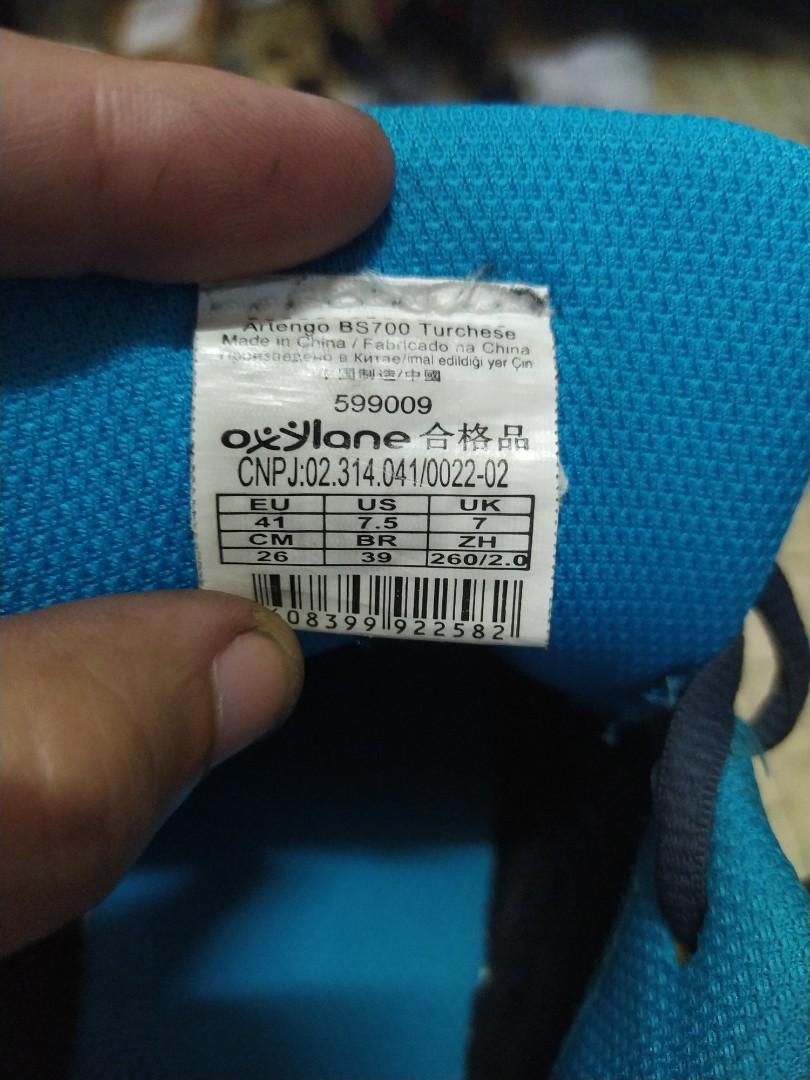 Artengo BS700 Turchese
Made in China / Fabricado na China
Произведено в Китае/imal edildiği yer Çin
中国制造/中國
599009
oxylane 合格品
CNPJ:02.314.041/0022-02
EU US UK
41 7.5 7
CM BR ZH
26 39 260/2.0
608399 922582